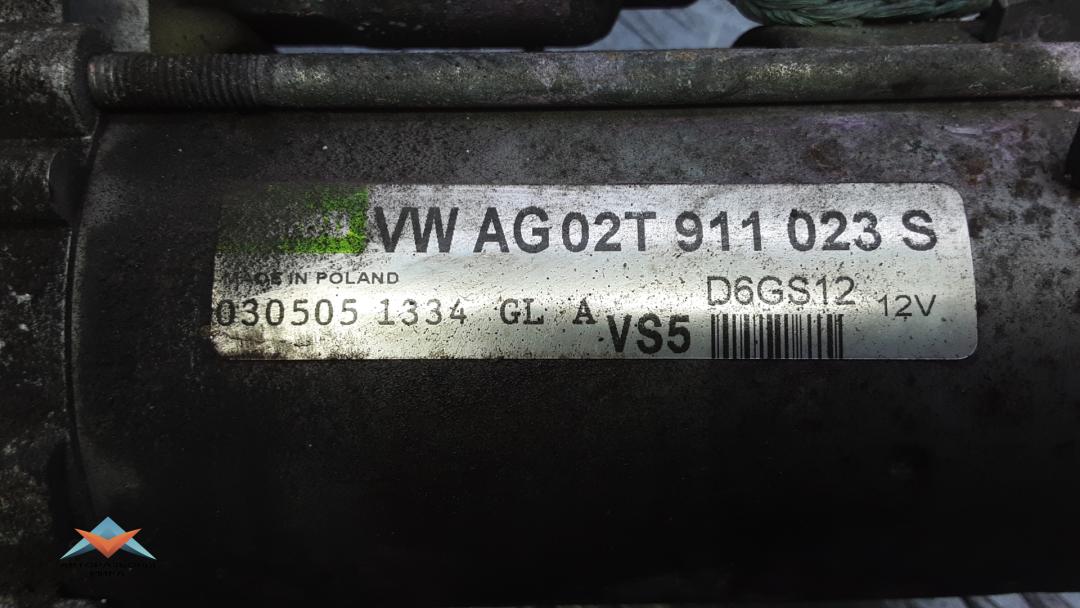 VW AG 02T 911 023 S
MADE IN POLAND
D6GS12 12V
030505 1334 GL A VS5